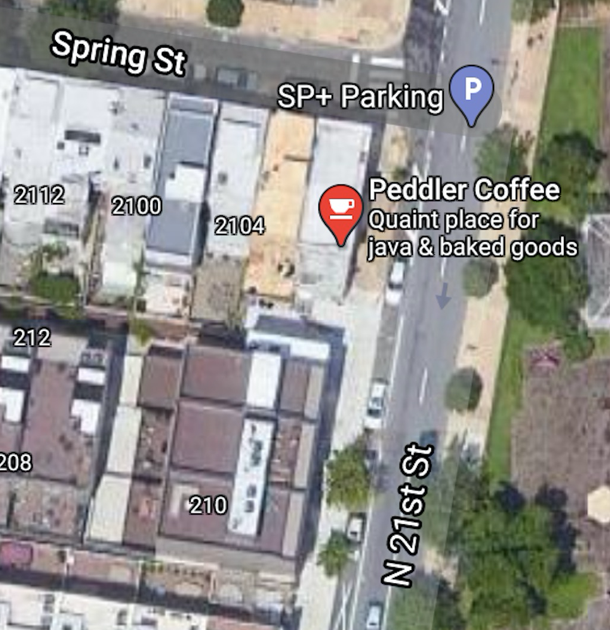 Spring St
SP+ Parking
P
Peddler Coffee
Quaint place for
java & baked goods
2112
2100
2104
212
208
210
N 21st St